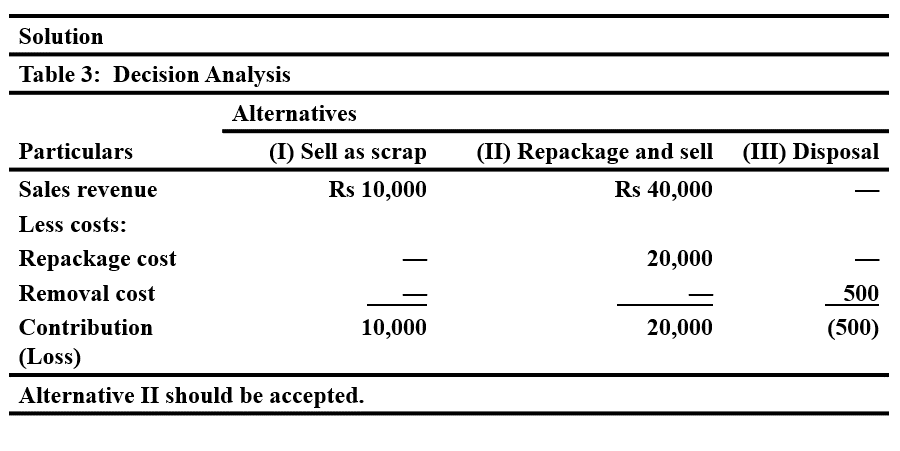 Solution
Table 3: Decision Analysis
Alternatives
Particulars (I) Sell as scrap (II) Repackage and sell (III) Disposal
Sales revenue Rs 10,000 Rs 40,000 —
Less costs:
Repackage cost — 20,000 —
Removal cost — — 500
Contribution 10,000 20,000 (500)
(Loss)
Alternative II should be accepted.